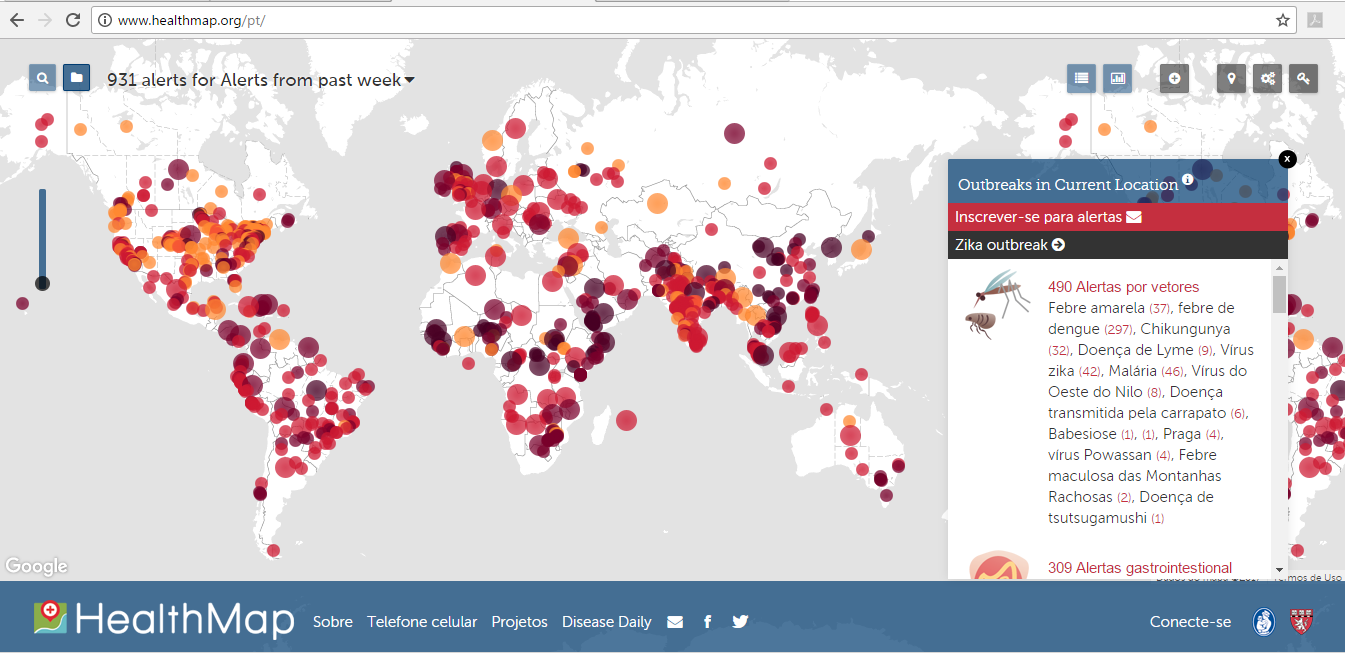 www.healthmap.org/pt/
931 alerts for Alerts from past week
x
Outbreaks in Current Location
Inscrever-se para alertas
Zika outbreak
490 Alertas por vetores
Febre amarela (37), febre de
dengue (297), Chikungunya
(32), Doença de Lyme (9), Vírus
zika (42), Malária (46), Vírus do
Oeste do Nilo (8), Doença
transmitida pela carrapato (6),
Babesiose (1), (1), Praga (4),
vírus Powassan (4), Febre
maculosa das Montanhas
Rochosas (2), Doença de
tsutsugamushi (1)
309 Alertas gastrointestional
Termos de Uso
Google
HealthMap Sobre Telefone celular Projetos Disease Daily Conecte-se